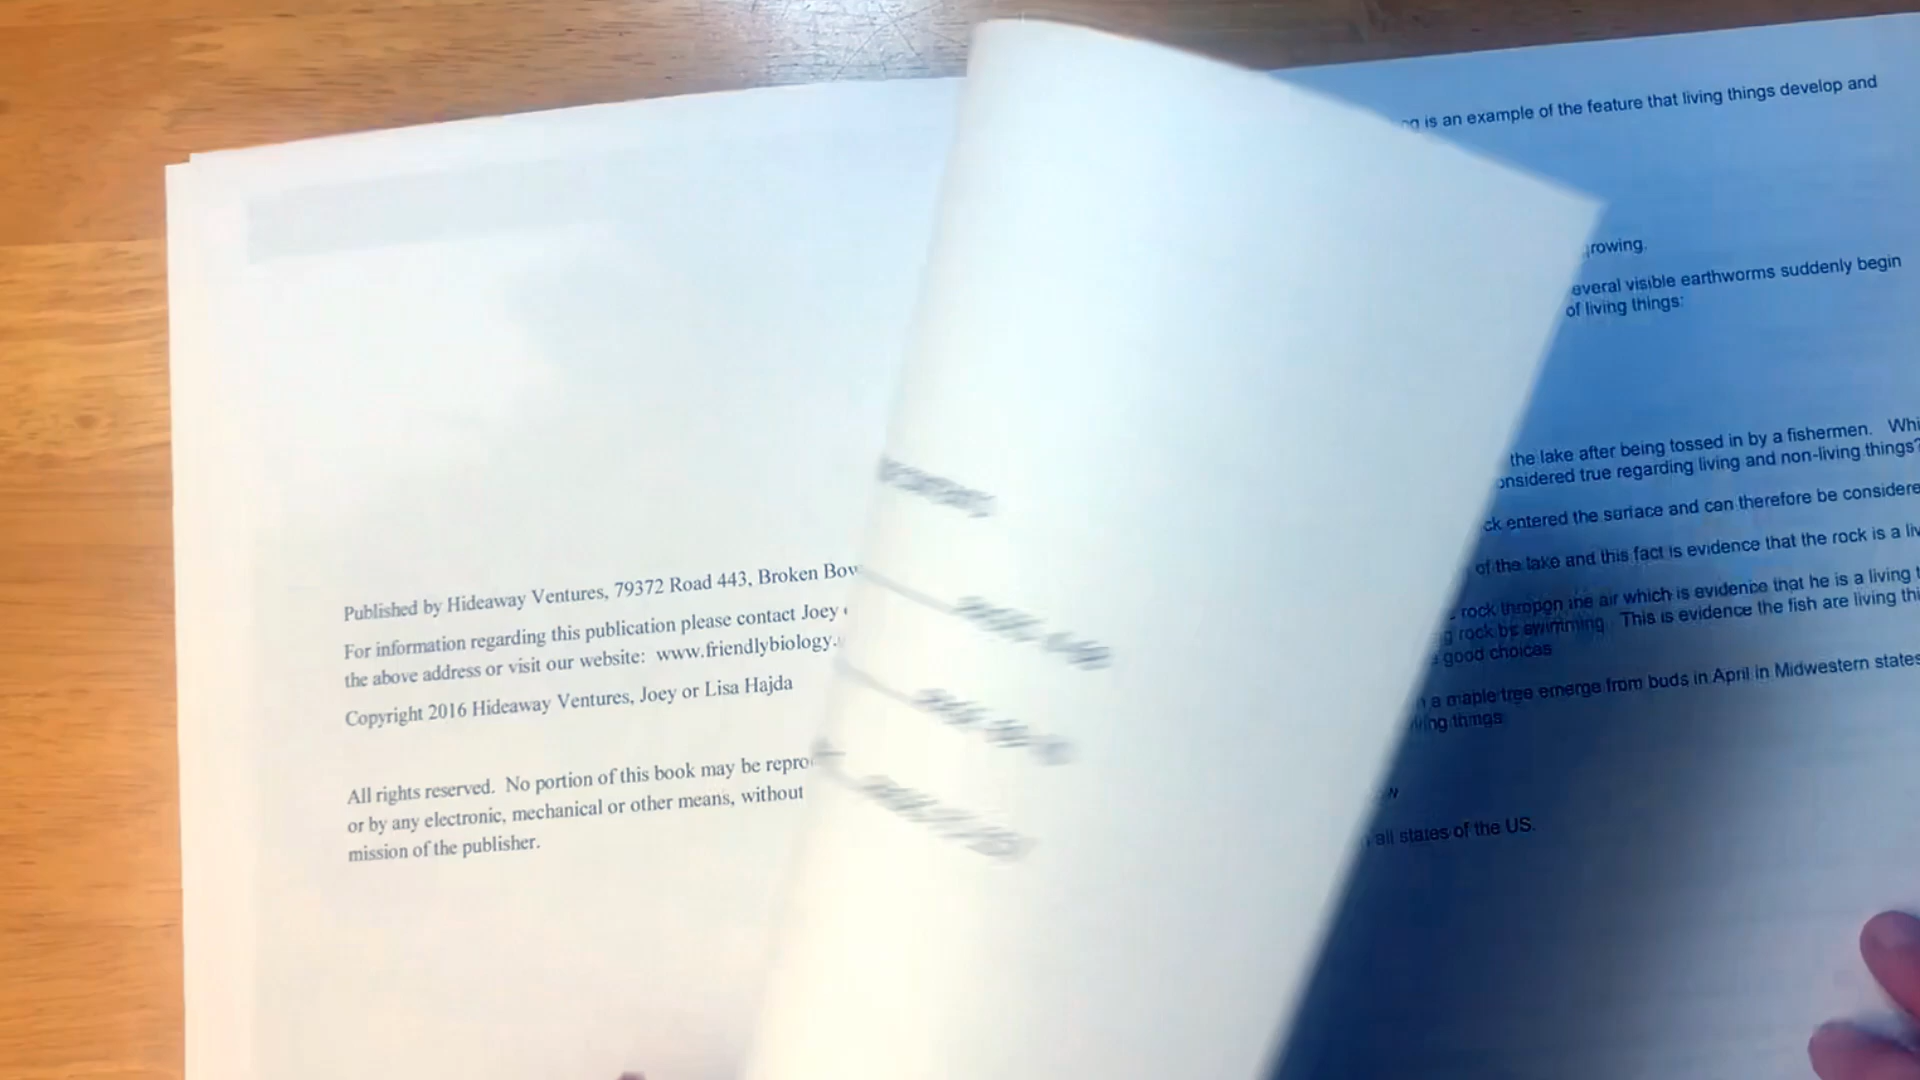 Published by Hideaway Ventures, 79372 Road 443, Broken Bow
For information regarding this publication please contact Joey
the above address or visit our website: www.friendlybiology.
Copyright 2016 Hideaway Ventures, Joey or Lisa Hajda
All rights reserved. No portion of this book may be repro
or by any electronic, mechanical or other means, without
mission of the publisher.
is an example of the feature that living things develop and
rowing.
everal visible earthworms suddenly begin
of living things:
the lake after being tossed in by a fishermen. Whi
onsidered true regarding living and non-living things?
ck entered the surface and can therefore be considere
of the lake and this fact is evidence that the rock is a liv
rock the air which is evidence that he is a living t
g rock by swimming. This is evidence the fish are living thi
good choices
a maple tree emerge from buds in April in Midwestern states
ving things
all states of the US.